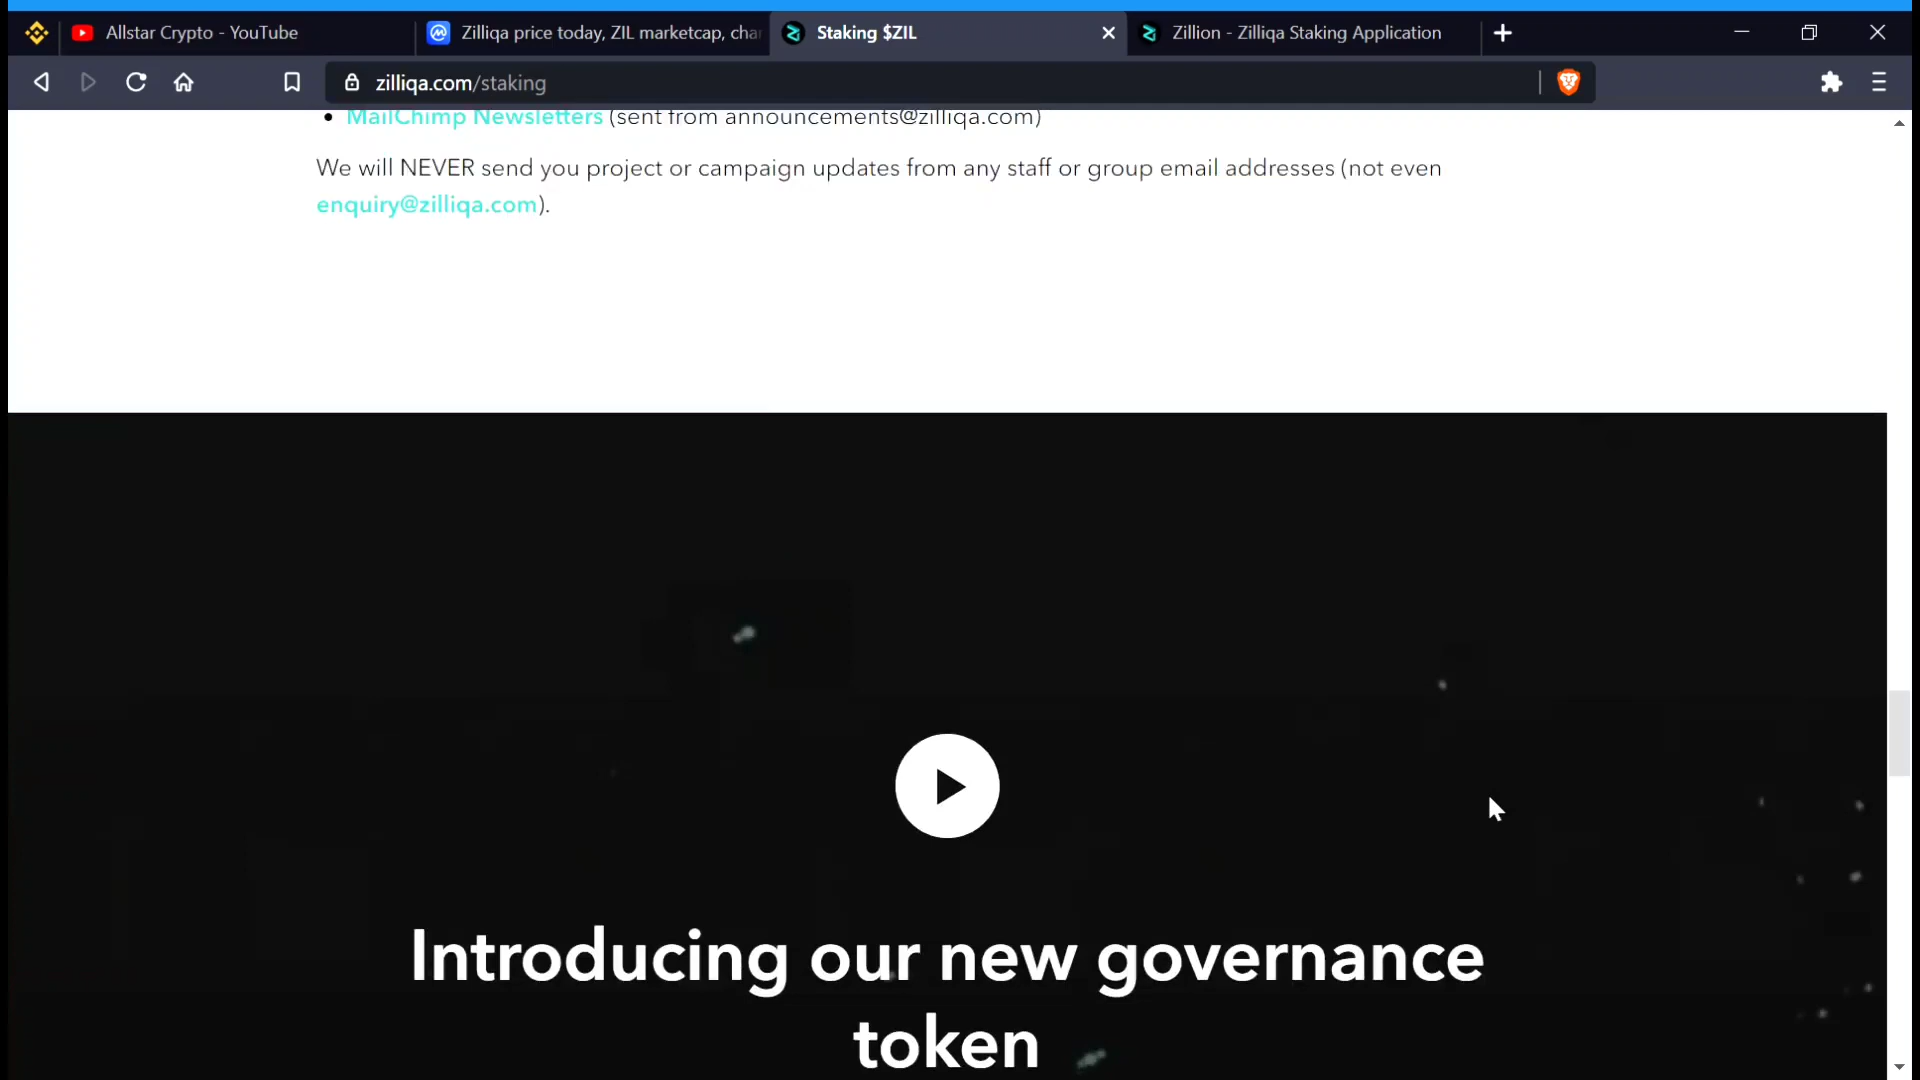 Allstar Crypto - YouTube
Zilliqa price today, ZIL marketcap, cha
Staking $ZIL
Zillion - Zilliqa Staking Application
zilliqa.com/staking
MailChimp Newsletters (sent from announcements@zilliqa.com)
We will NEVER send you project or campaign updates from any staff or group email addresses (not even
enquiry@zilliqa.com).
Introducing our new governance
token